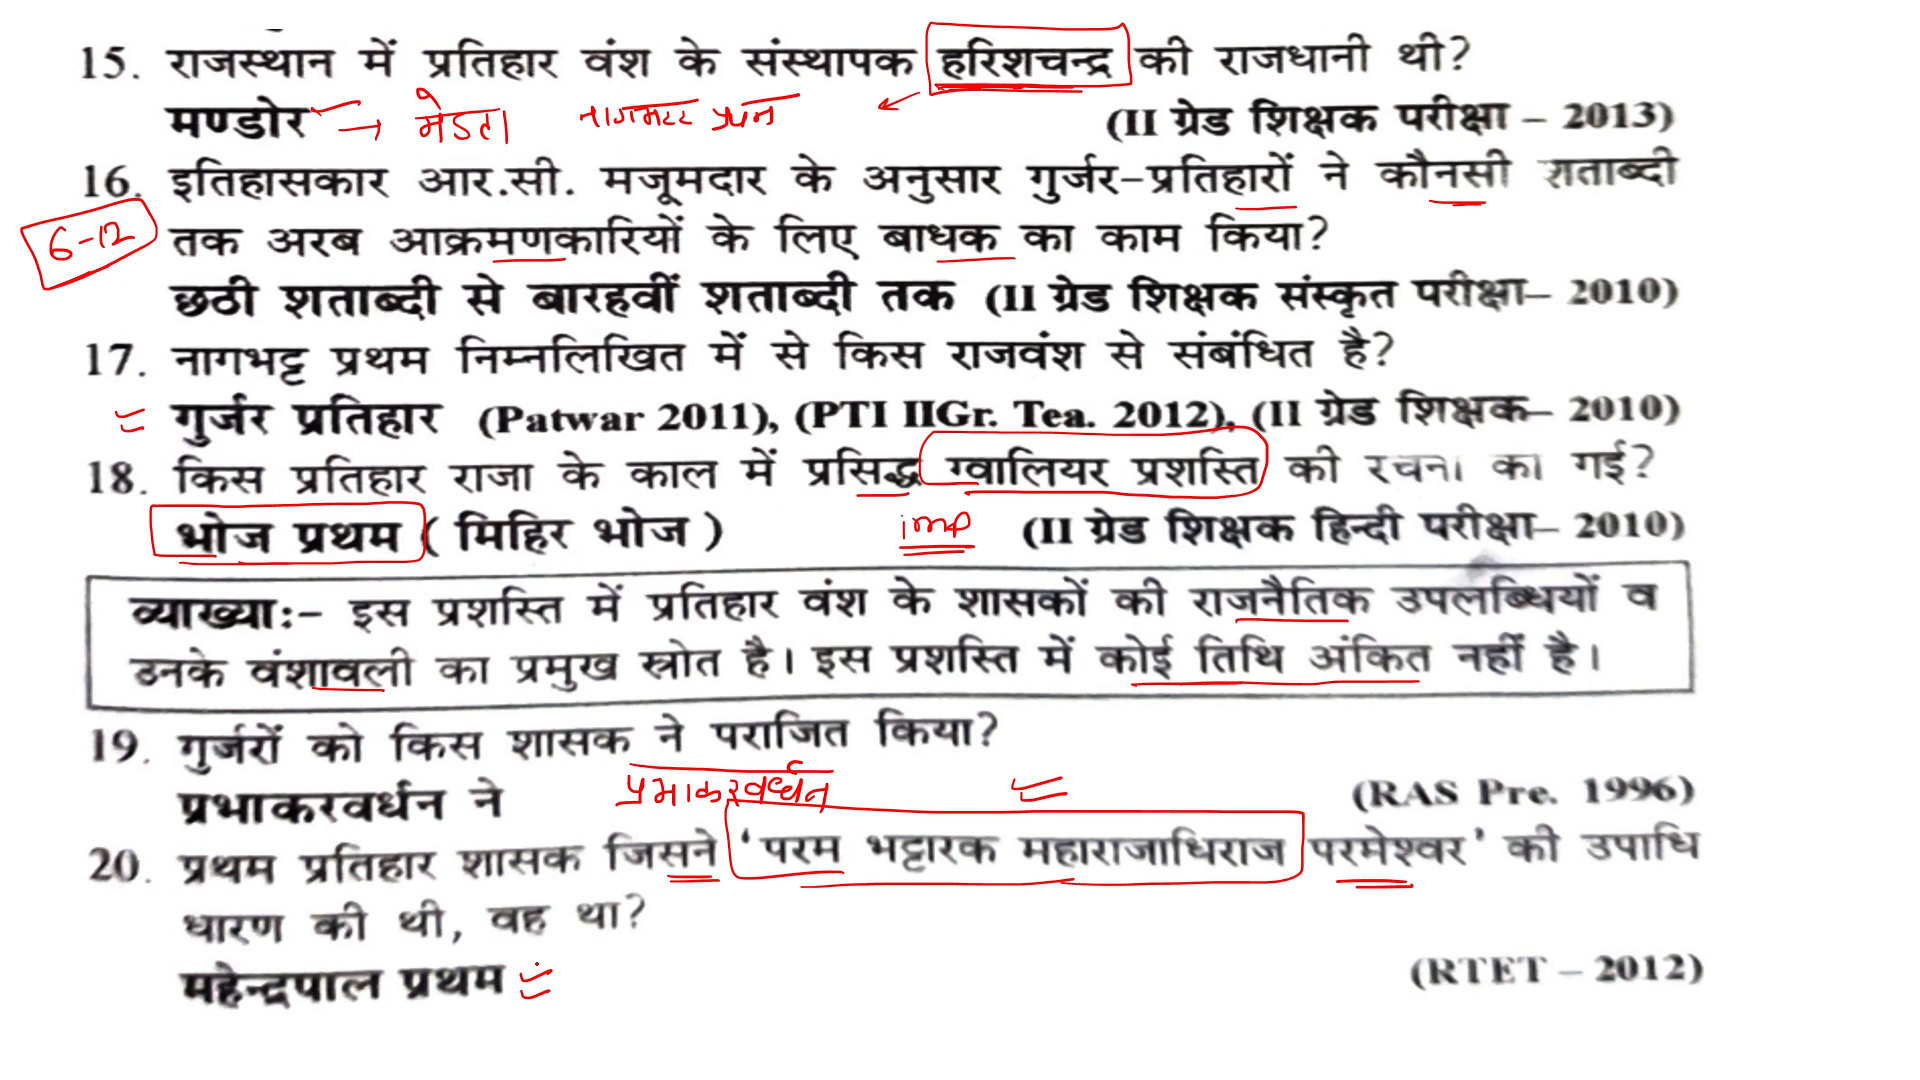 15. राजस्थान में प्रतिहार वंश के संस्थापक हरिशचन्द्र की राजधानी थी?
मण्डोर → मेडता नागभट्ट प्रथम (II ग्रेड शिक्षक परीक्षा – 2013)
16. इतिहासकार आर.सी. मजूमदार के अनुसार गुर्जर-प्रतिहारों ने कौनसी शताब्दी
6-12 तक अरब आक्रमणकारियों के लिए बाधक का काम किया?
छठी शताब्दी से बारहवीं शताब्दी तक (II ग्रेड शिक्षक संस्कृत परीक्षा– 2010)
17. नागभट्ट प्रथम निम्नलिखित में से किस राजवंश से संबंधित है?
गुर्जर प्रतिहार (Patwar 2011), (PTI IIGr. Tea. 2012), (II ग्रेड शिक्षक– 2010)
18. किस प्रतिहार राजा के काल में प्रसिद्ध ग्वालियर प्रशस्ति की रचना का गई?
भोज प्रथम ( मिहिर भोज ) imp (II ग्रेड शिक्षक हिन्दी परीक्षा– 2010)
व्याख्याः– इस प्रशस्ति में प्रतिहार वंश के शासकों की राजनैतिक उपलब्धियों व
उनके वंशावली का प्रमुख स्रोत है। इस प्रशस्ति में कोई तिथि अंकित नहीं है।
19. गुर्जरों को किस शासक ने पराजित किया?
प्रभाकरवर्धन ने प्रभाकरवर्धन (RAS Pre. 1996)
20. प्रथम प्रतिहार शासक जिसने ‘परम भट्टारक महाराजाधिराज परमेश्वर’ की उपाधि
धारण की थी, वह था?
महेन्द्रपाल प्रथम (RTET – 2012)